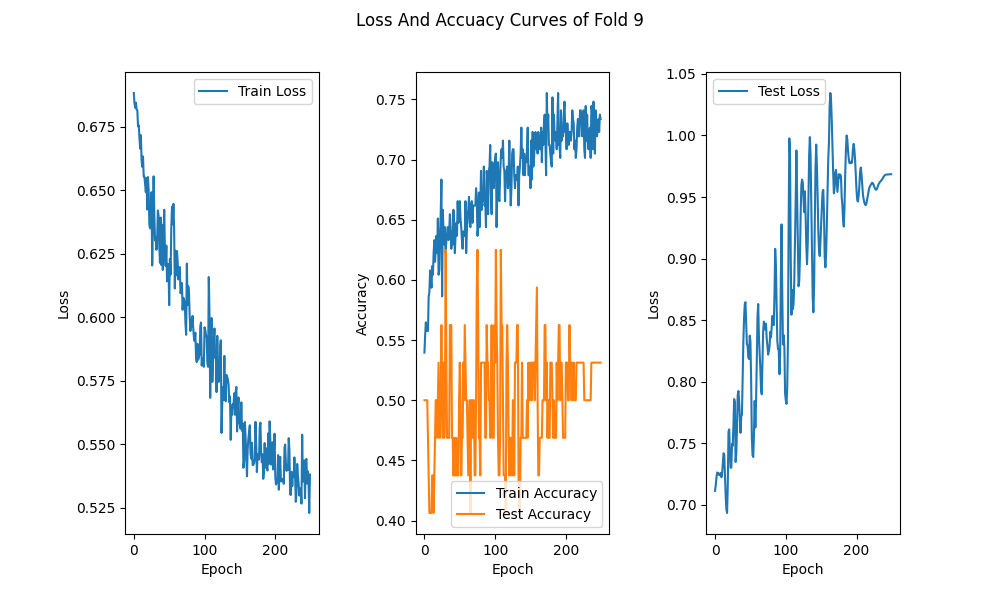 Loss And Accuacy Curves of Fold 9
Loss
0.675
0.650
0.625
0.600
0.575
0.550
0.525
0
100
200
Epoch
Train Loss
Accuracy
0.75
0.70
0.65
0.60
0.55
0.50
0.45
0.40
0
100
200
Epoch
Train Accuracy
Test Accuracy
Loss
1.05
1.00
0.95
0.90
0.85
0.80
0.75
0.70
0
100
200
Epoch
Test Loss